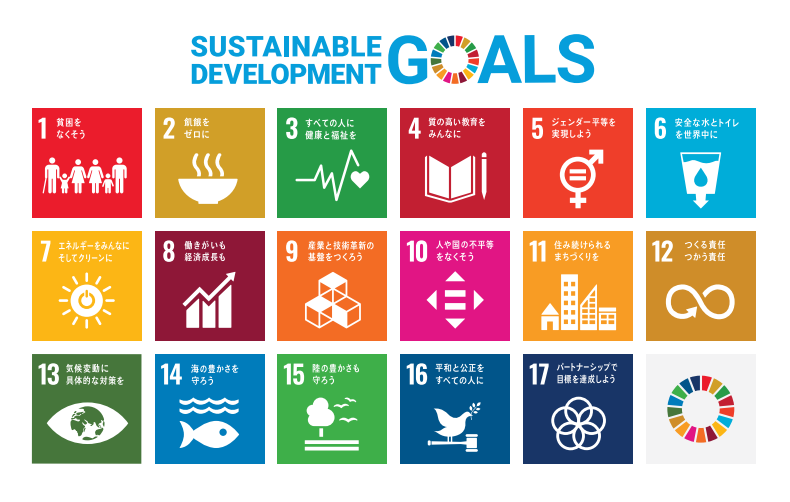 SUSTAINABLE
DEVELOPMENT
GOALS
1 貧困を
なくそう
2 飢餓を
ゼロに
3 すべての人に
健康と福祉を
4 質の高い教育を
みんなに
5 ジェンダー平等を
実現しよう
6 安全な水とトイレ
を世界中に
7 エネルギーをみんなに
そしてクリーンに
8 働きがいも
経済成長も
9 産業と技術革新の
基盤をつくろう
10 人や国の不平等
をなくそう
11 住み続けられる
まちづくりを
12 つくる責任
つかう責任
13 気候変動に
具体的な対策を
14 海の豊かさを
守ろう
15 陸の豊かさも
守ろう
16 平和と公正を
すべての人に
17 パートナーシップで
目標を達成しよう